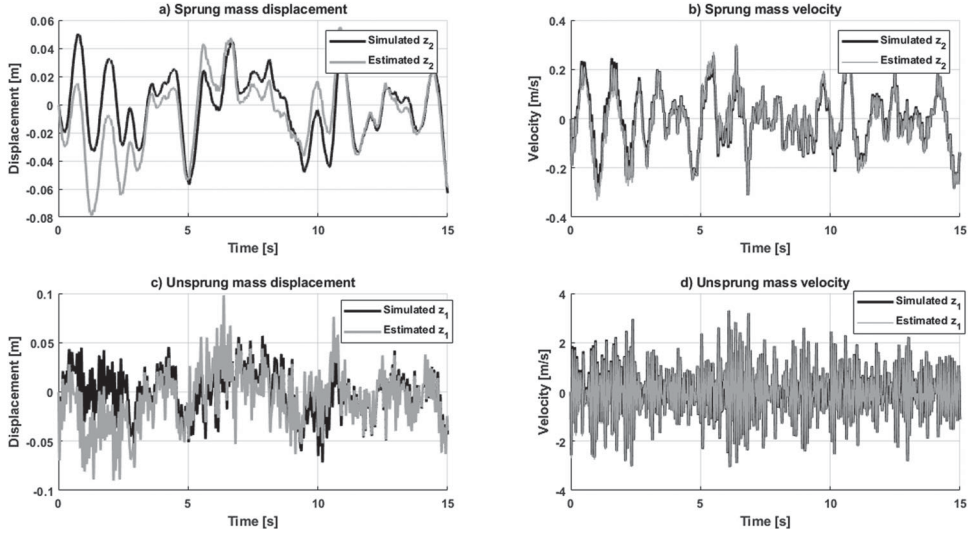 a) Sprung mass displacement
0.06
0.04
0.02
0
-0.02
-0.04
-0.06
-0.08
Displacement [m]
Simulated z2
Estimated z2
0 5 10 15
Time [s]
b) Sprung mass velocity
0.4
0.2
0
-0.2
-0.4
Velocity [m/s]
Simulated z2
Estimated z2
0 5 10 15
Time [s]
c) Unsprung mass displacement
0.1
0.05
0
-0.05
-0.1
Displacement [m]
Simulated z1
Estimated z1
0 5 10 15
Time [s]
d) Unsprung mass velocity
4
2
0
-2
-4
Velocity [m/s]
Simulated z1
Estimated z1
0 5 10 15
Time [s]